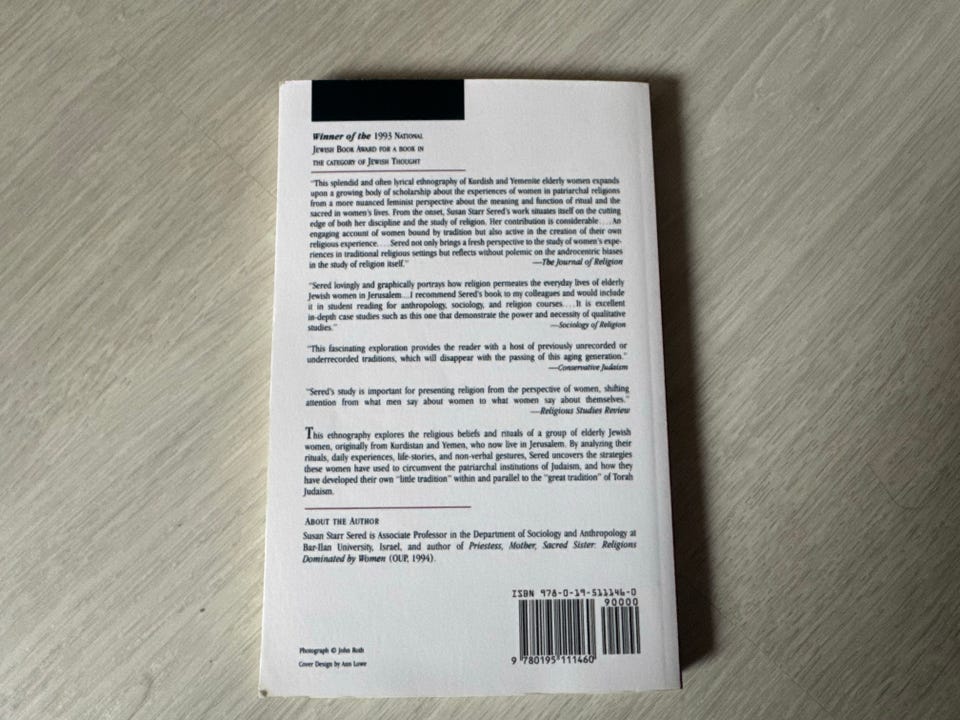 Winner of the 1993 National
Jewish Book Award for a book in
the category of Jewish Thought
"This splendid and often lyrical ethnography of Kurdish and Yemenite elderly women expands
upon a growing body of scholarship about the experiences of women in patriarchal religions
from a more nuanced feminist perspective about the meaning and function of ritual and the
sacred in women's lives. From the onset, Susan Starr Sered's work situates itself on the cutting
edge of both her discipline and the study of religion. Her contribution is considerable....An
engaging account of women bound by tradition but also active in the creation of their own
religious experience....Sered not only brings a fresh perspective to the study of women's expe-
riences in traditional religious settings but reflects without polemic on the androcentric biases
in the study of religion itself." —The Journal of Religion
"Sered lovingly and graphically portrays how religion permeates the everyday lives of elderly
Jewish women in Jerusalem....I recommend Sered's book to my colleagues and would include
it in student reading for anthropology, sociology, and religion courses....It is excellent
in-depth case studies such as this one that demonstrate the power and necessity of qualitative
studies." —Sociology of Religion
"This fascinating exploration provides the reader with a host of previously unrecorded or
underrecorded traditions, which will disappear with the passing of this aging generation."
—Conservative Judaism
"Sered's study is important for presenting religion from the perspective of women, shifting
attention from what men say about women to what women say about themselves."
—Religious Studies Review
This ethnography explores the religious beliefs and rituals of a group of elderly Jewish
women, originally from Kurdistan and Yemen, who now live in Jerusalem. By analyzing their
rituals, daily experiences, life-stories, and non-verbal gestures, Sered uncovers the strategies
these women have used to circumvent the patriarchal institutions of Judaism, and how they
have developed their own "little tradition" within and parallel to the "great tradition" of Torah
Judaism.
About the Author
Susan Starr Sered is Associate Professor in the Department of Sociology and Anthropology at
Bar-Ilan University, Israel, and author of Priestess, Mother, Sacred Sister: Religions
Dominated by Women (OUP, 1994).
ISBN 978-0-19-511146-0
90000
9 780195 111460
Photograph © John Roth
Cover Design by Ann Lowe